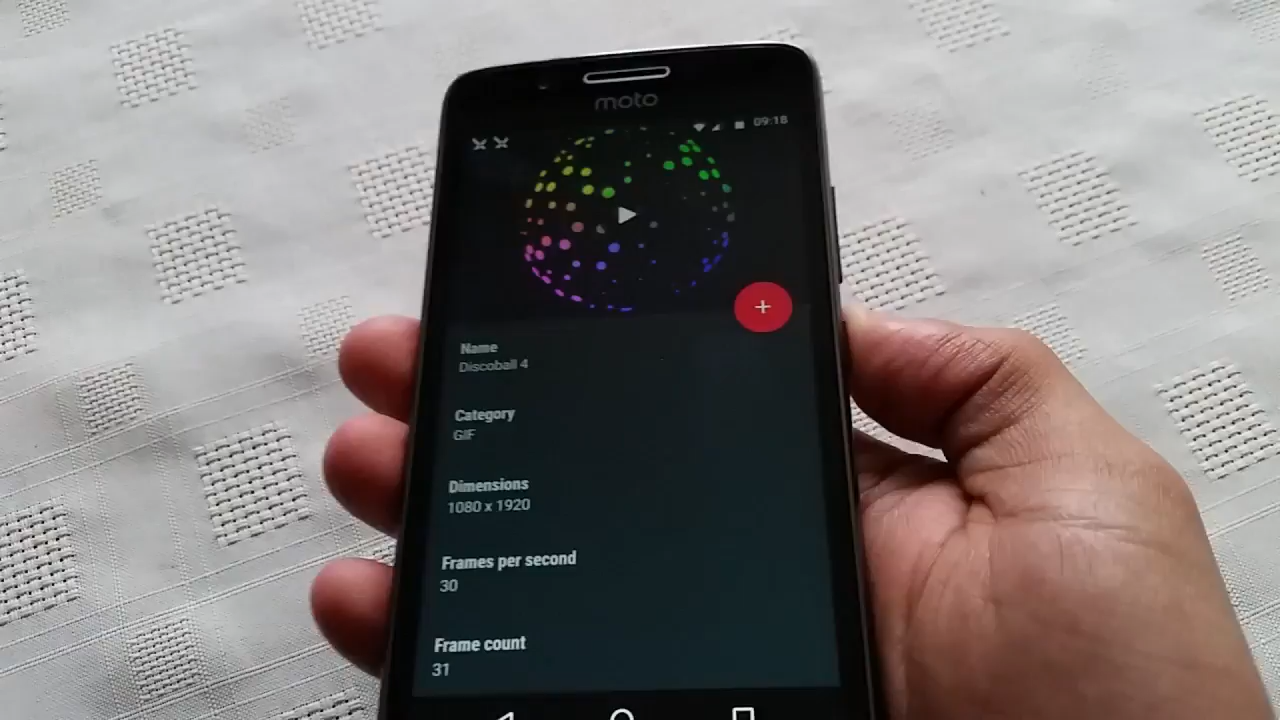 moto
09:18
+
Name
Discoball 4
Category
GIF
Dimensions
1080 x 1920
Frames per second
30
Frame count
31